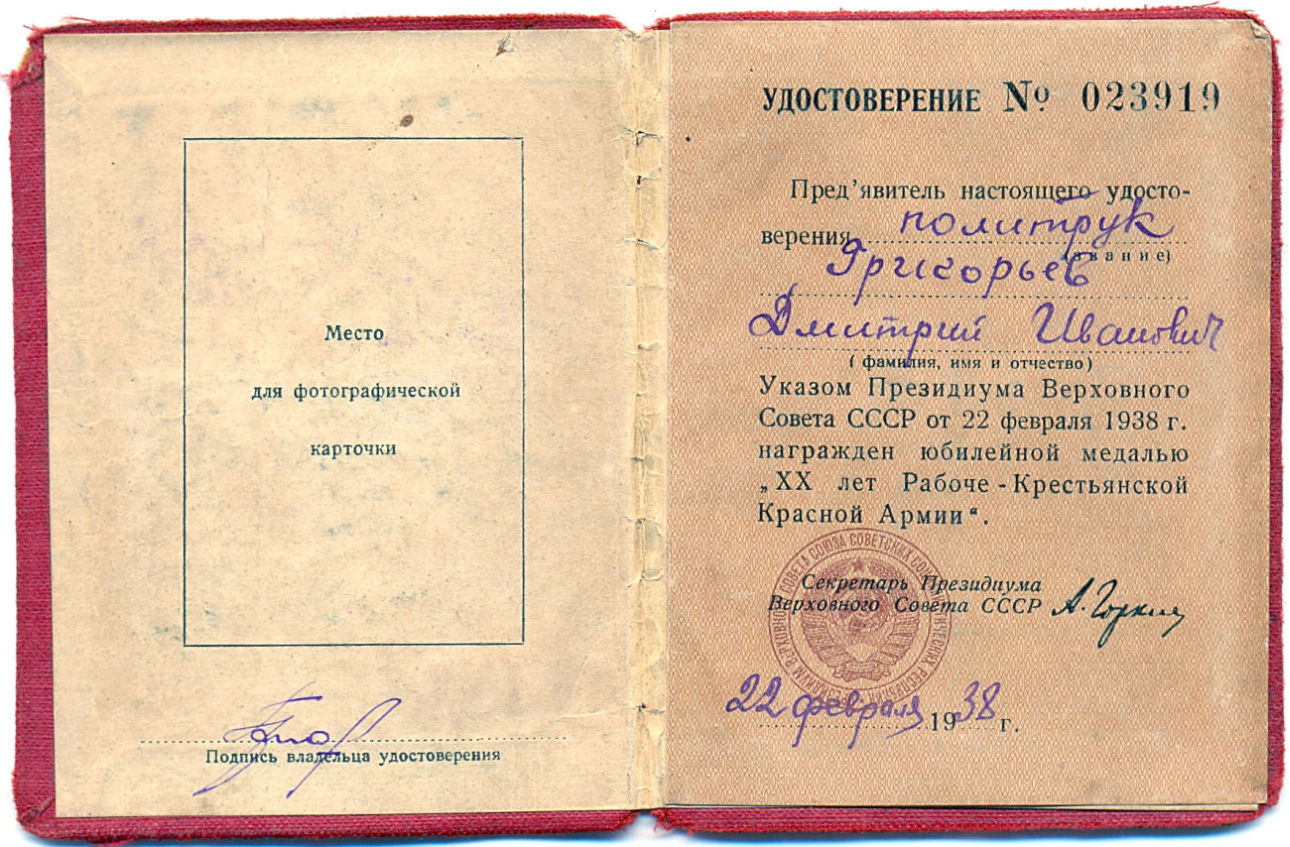 Место
для фотографической
карточки
Подпись владельца удостоверения
УДОСТОВЕРЕНИЕ № 023919
Пред'явитель настоящего удосто-
верения политрук
(звание)
Григорьев
Дмитрий Иванович
(фамилия, имя и отчество)
Указом Президиума Верховного
Совета СССР от 22 февраля 1938 г.
награжден юбилейной медалью
„XX лет Рабоче-Крестьянской
Красной Армии“.
Секретарь Президиума
Верховного Совета СССР А. Горкин
22 февраля 1938 г.